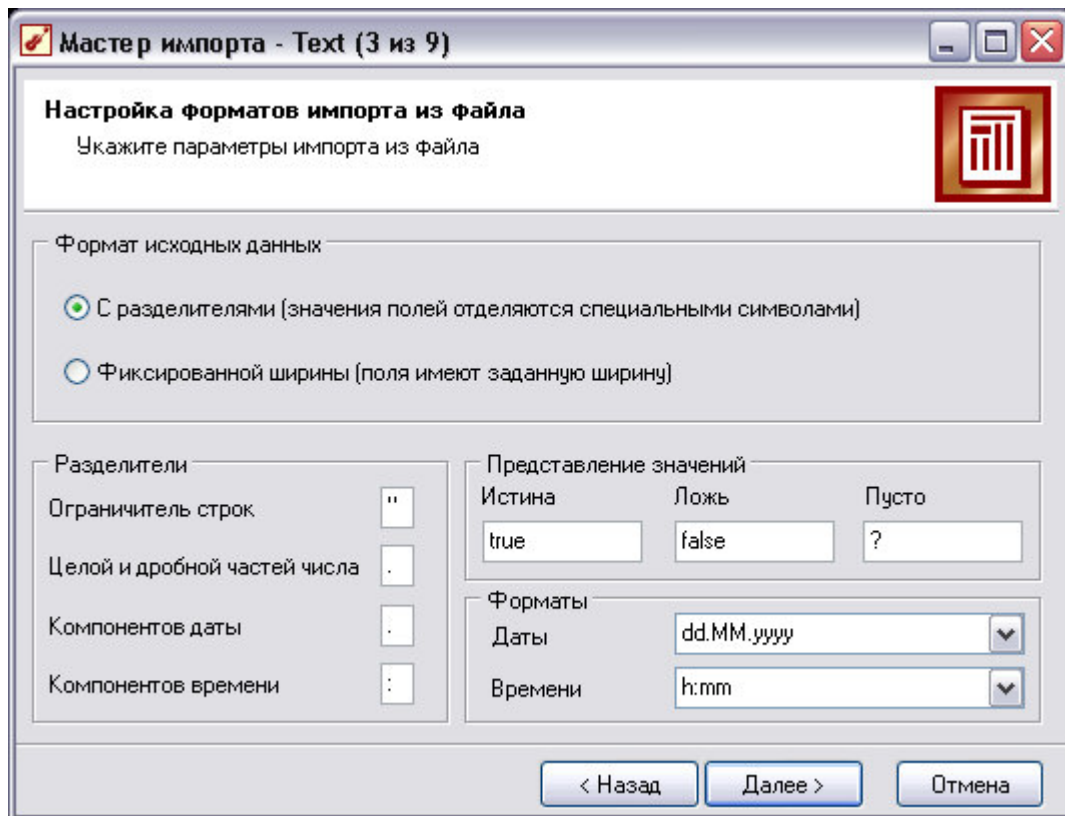 Мастер импорта - Text (3 из 9)
Настройка форматов импорта из файла
Укажите параметры импорта из файла
Формат исходных данных
С разделителями (значения полей отделяются специальными символами)
Фиксированной ширины (поля имеют заданную ширину)
Разделители
Ограничитель строк "
Целой и дробной частей числа .
Компонентов даты .
Компонентов времени :
Представление значений
Истина Ложь Пусто
true false ?
Форматы
Даты dd.MM.yyyy
Времени h:mm
< Назад Далее > Отмена